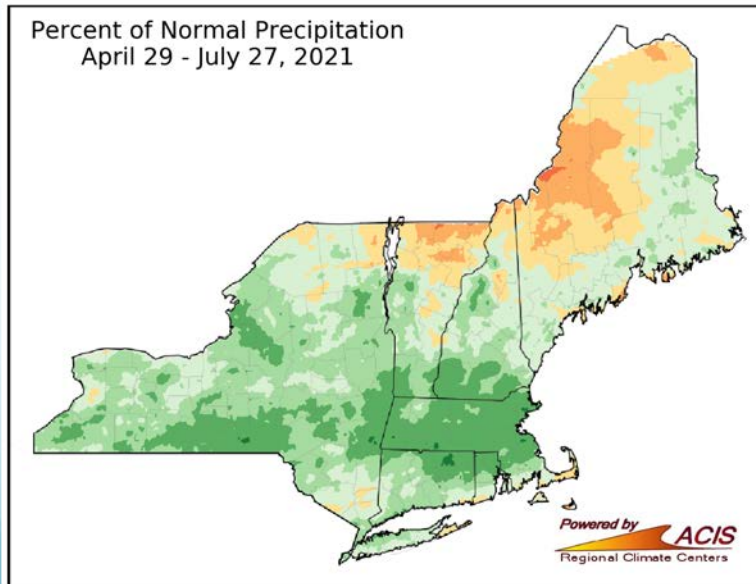 Percent of Normal Precipitation
April 29 - July 27, 2021
Powered by
ACIS
Regional Climate Centers